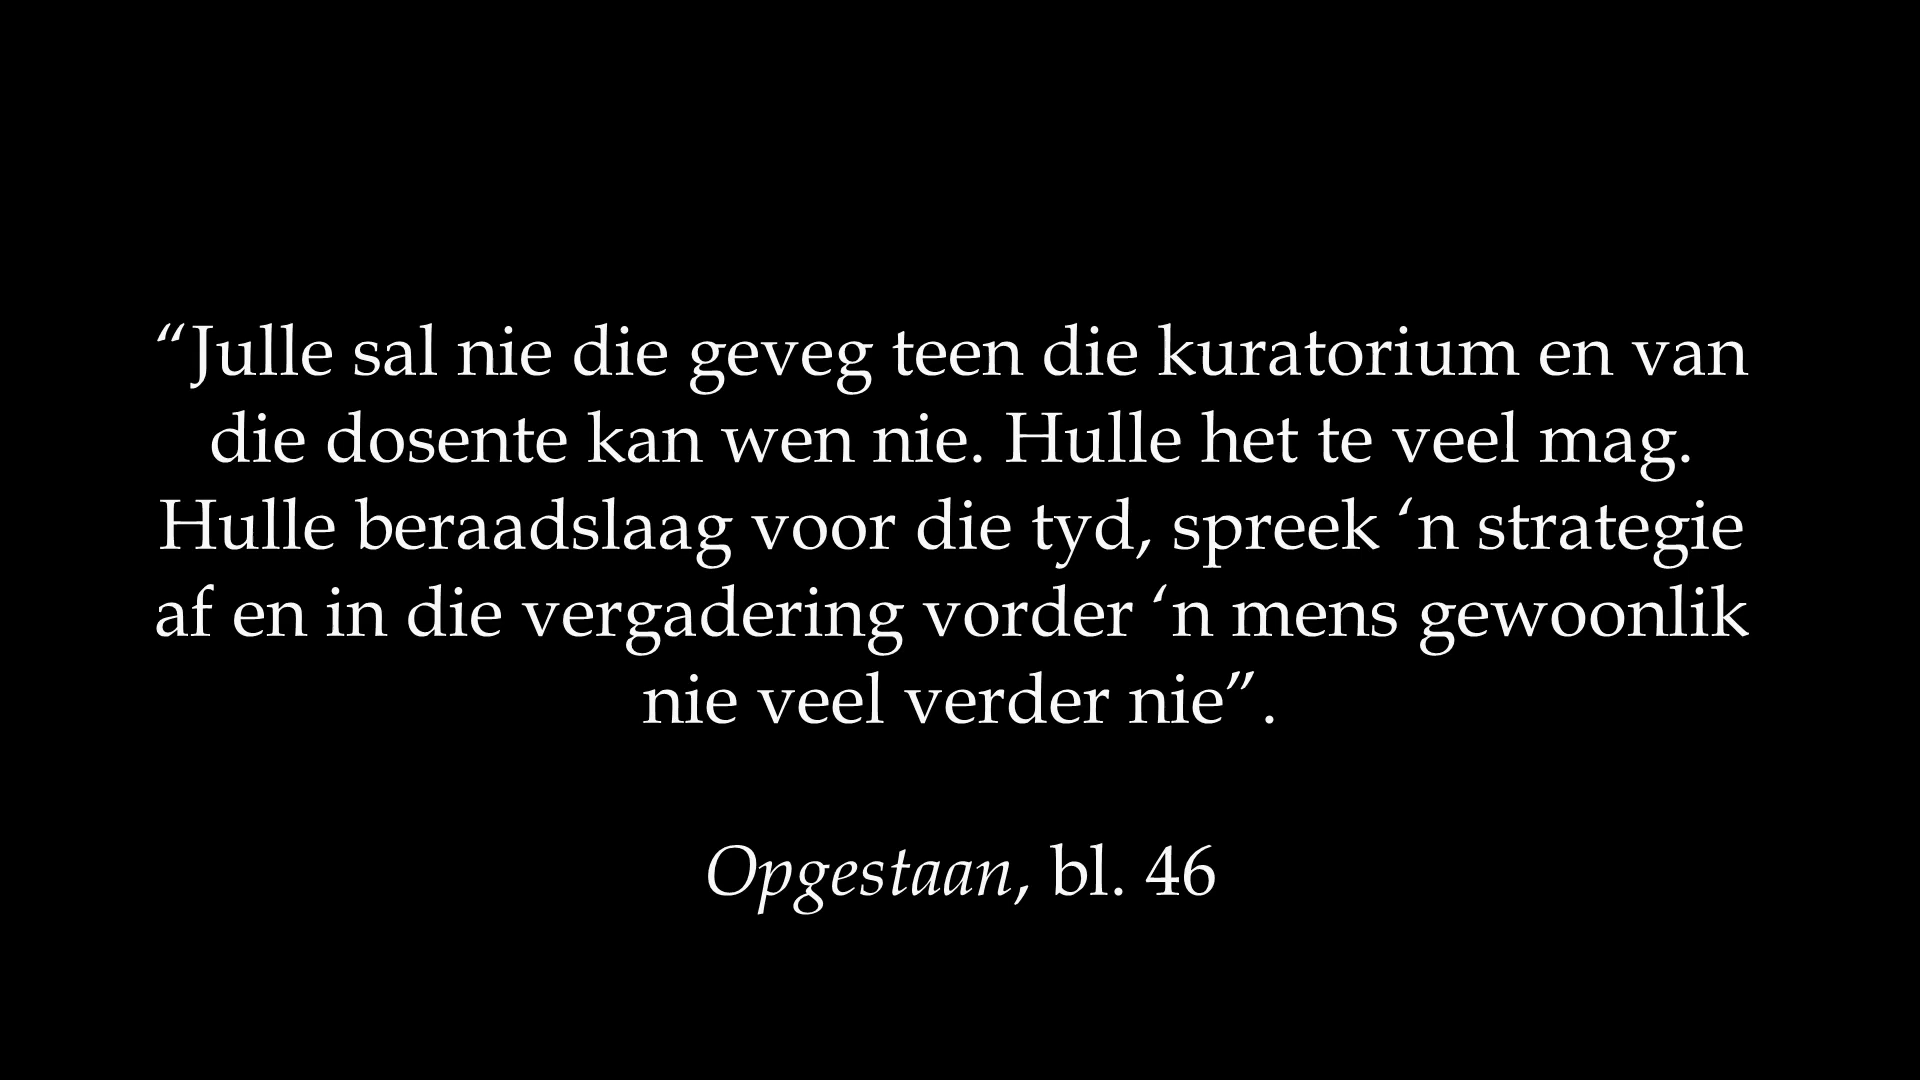 “Julle sal nie die geveg teen die kuratorium en van
die dosente kan wen nie. Hulle het te veel mag.
Hulle beraadslaag voor die tyd, spreek ‘n strategie
af en in die vergadering vorder ‘n mens gewoonlik
nie veel verder nie”.
Opgestaan, bl. 46